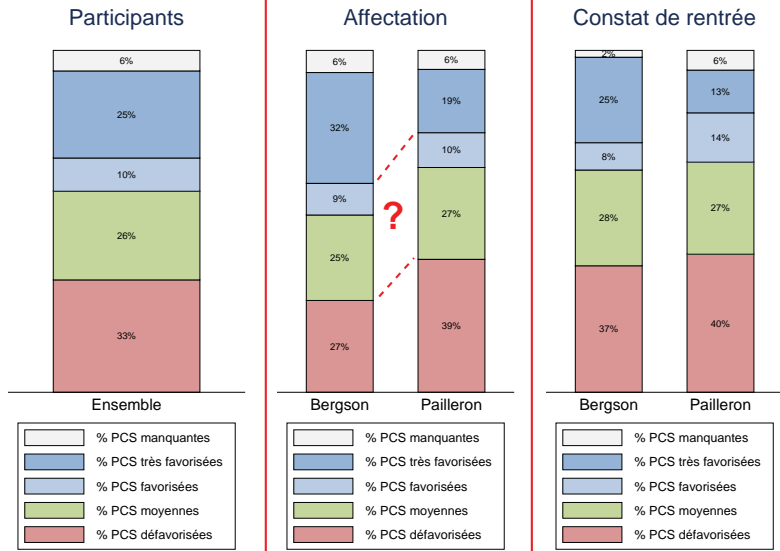 Participants
6%
25%
10%
26%
33%
Ensemble
% PCS manquantes
% PCS très favorisées
% PCS favorisées
% PCS moyennes
% PCS défavorisées
Affectation
6%
32%
9%
25%
27%
6%
19%
10%
27%
39%
?
Bergson
Pailleron
% PCS manquantes
% PCS très favorisées
% PCS favorisées
% PCS moyennes
% PCS défavorisées
Constat de rentrée
2%
25%
8%
28%
37%
6%
13%
14%
27%
40%
Bergson
Pailleron
% PCS manquantes
% PCS très favorisées
% PCS favorisées
% PCS moyennes
% PCS défavorisées